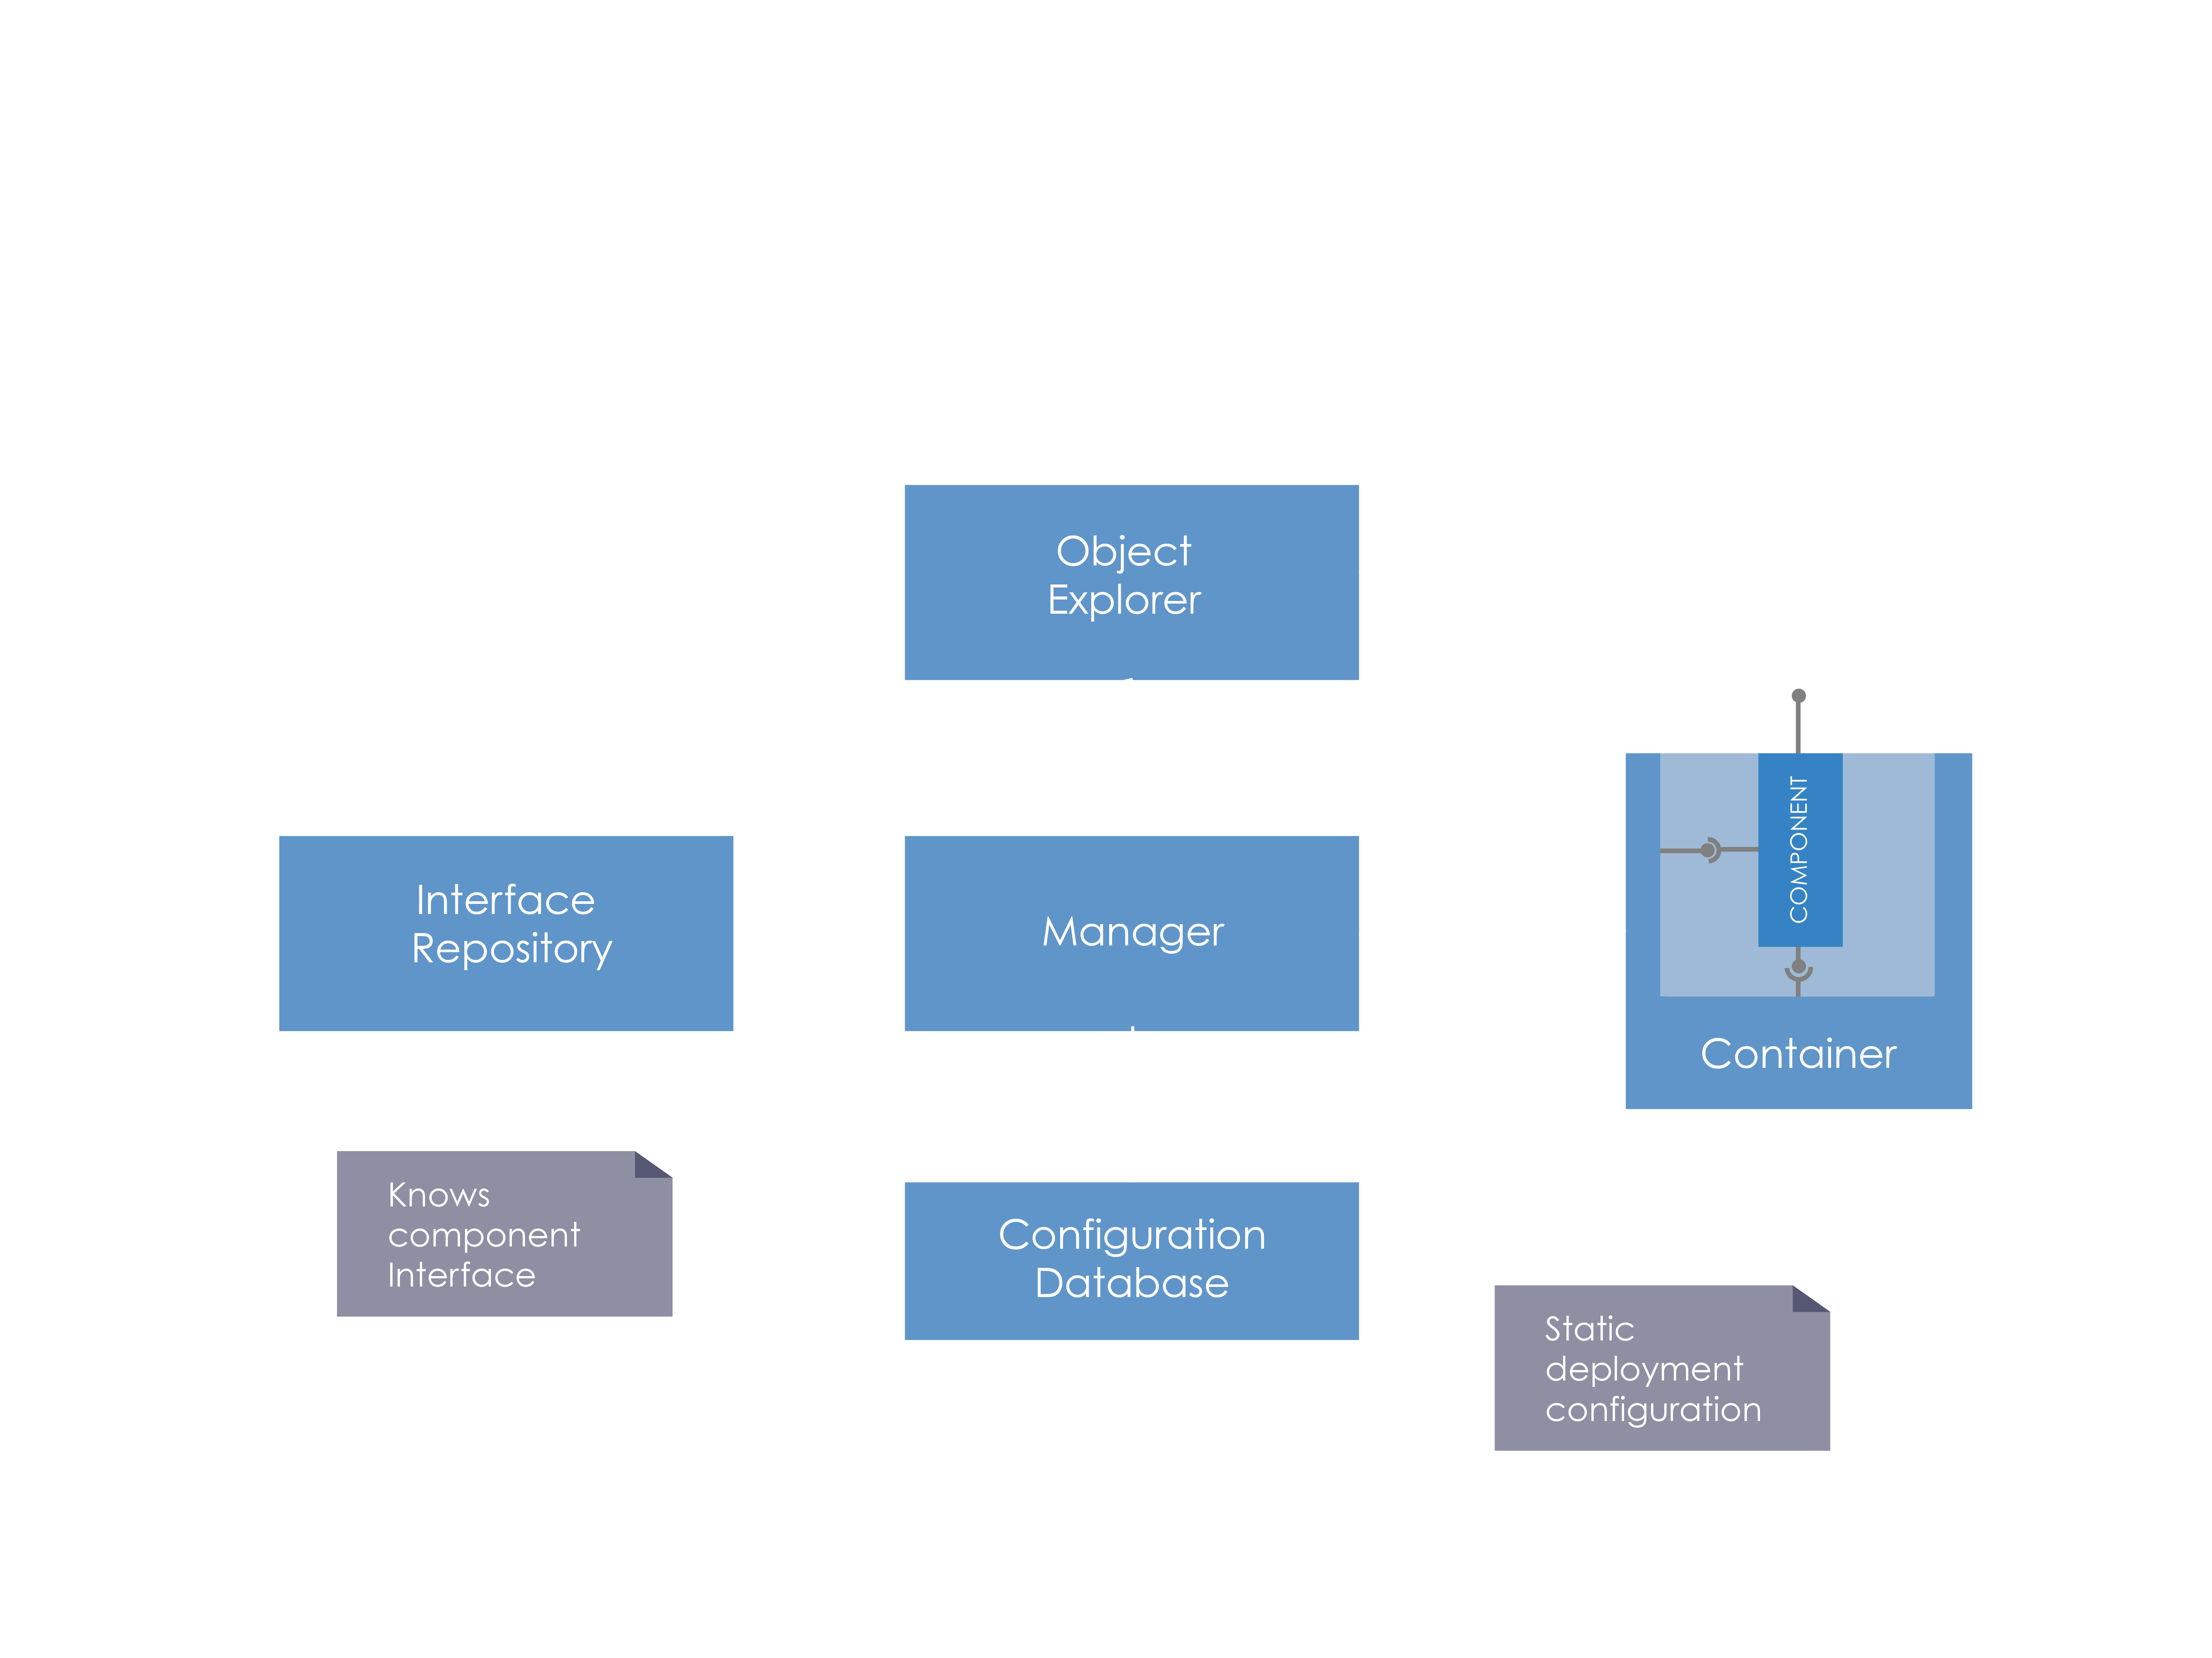 Object
Explorer
COMPONENT
Interface
Repository
Manager
Container
Knows
component
Interface
Configuration
Database
Static
deployment
configuration